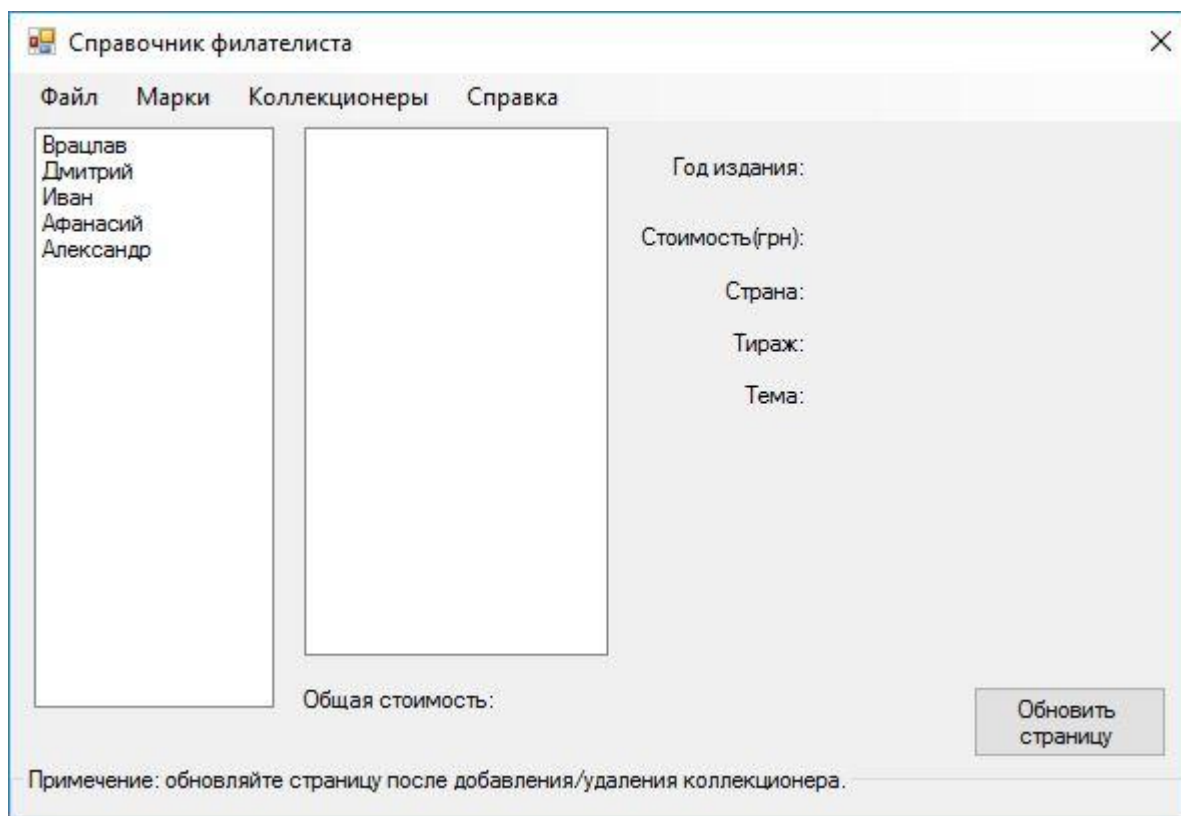 Справочник филателиста
Файл Марки Коллекционеры Справка
Врацлав
Дмитрий
Иван
Афанасий
Александр
Год издания:
Стоимость(грн):
Страна:
Тираж:
Тема:
Общая стоимость:
Обновить
страницу
Примечание: обновляйте страницу после добавления/удаления коллекционера.